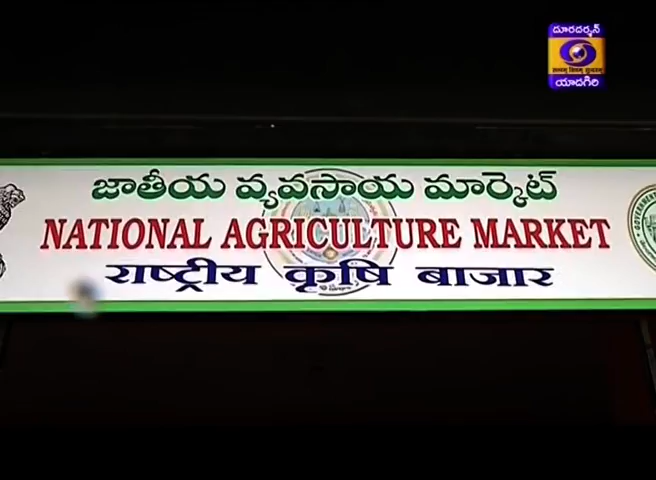 దూరదర్శన్
యాదగిరి
జాతీయ వ్యవసాయ మార్కెట్
NATIONAL AGRICULTURE MARKET
राष्ट्रीय कृषि बाजार